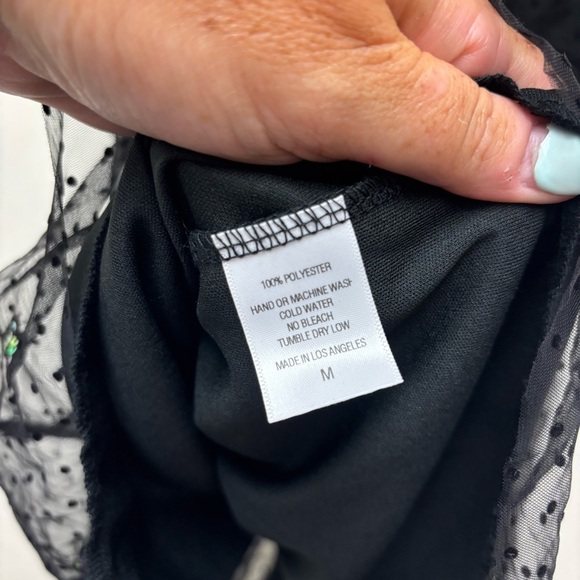 100% POLYESTER
HAND OR MACHINE WASH
COLD WATER
NO BLEACH
TUMBLE DRY LOW
MADE IN LOS ANGELES
M